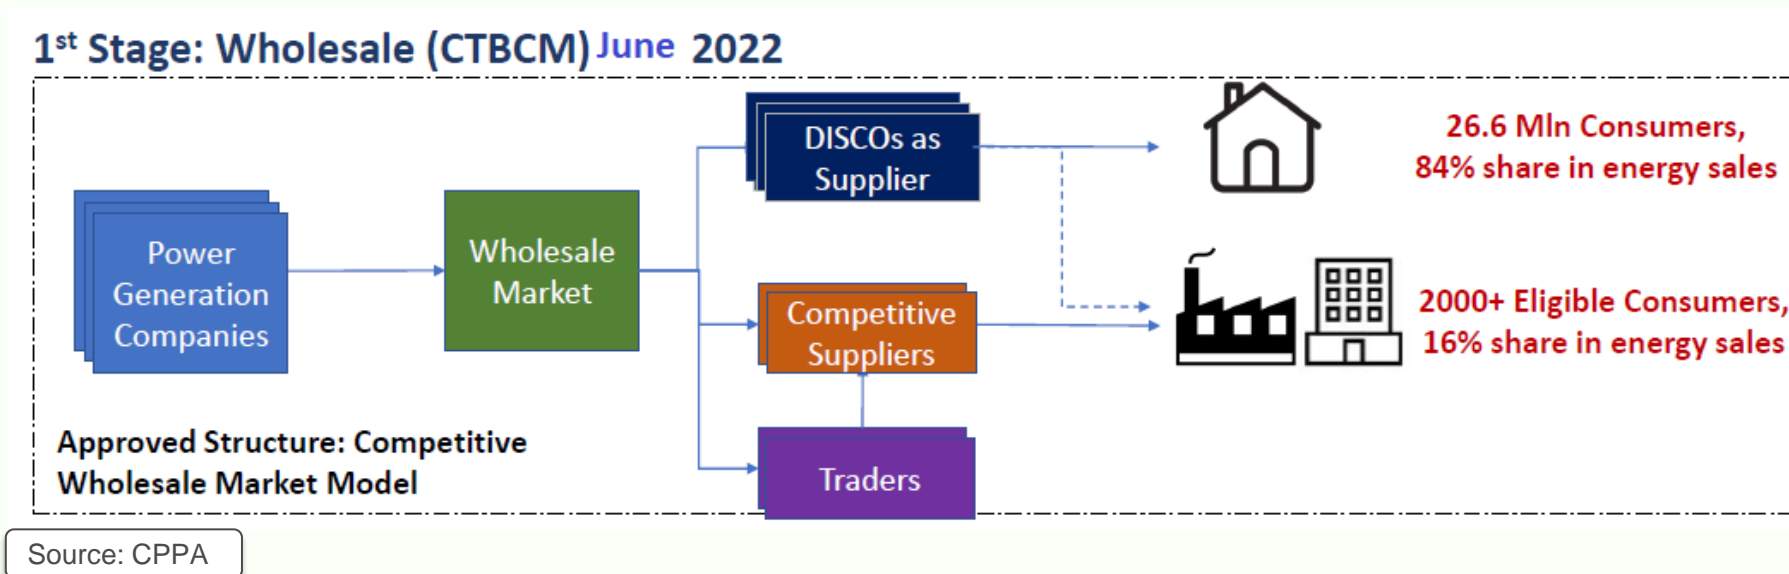 1st Stage: Wholesale (CTBCM) June 2022
DISCOs as
Supplier
26.6 Mln Consumers,
84% share in energy sales
Power
Generation
Companies
Wholesale
Market
Competitive
Suppliers
2000+ Eligible Consumers,
16% share in energy sales
Approved Structure: Competitive
Wholesale Market Model
Traders
Source: CPPA